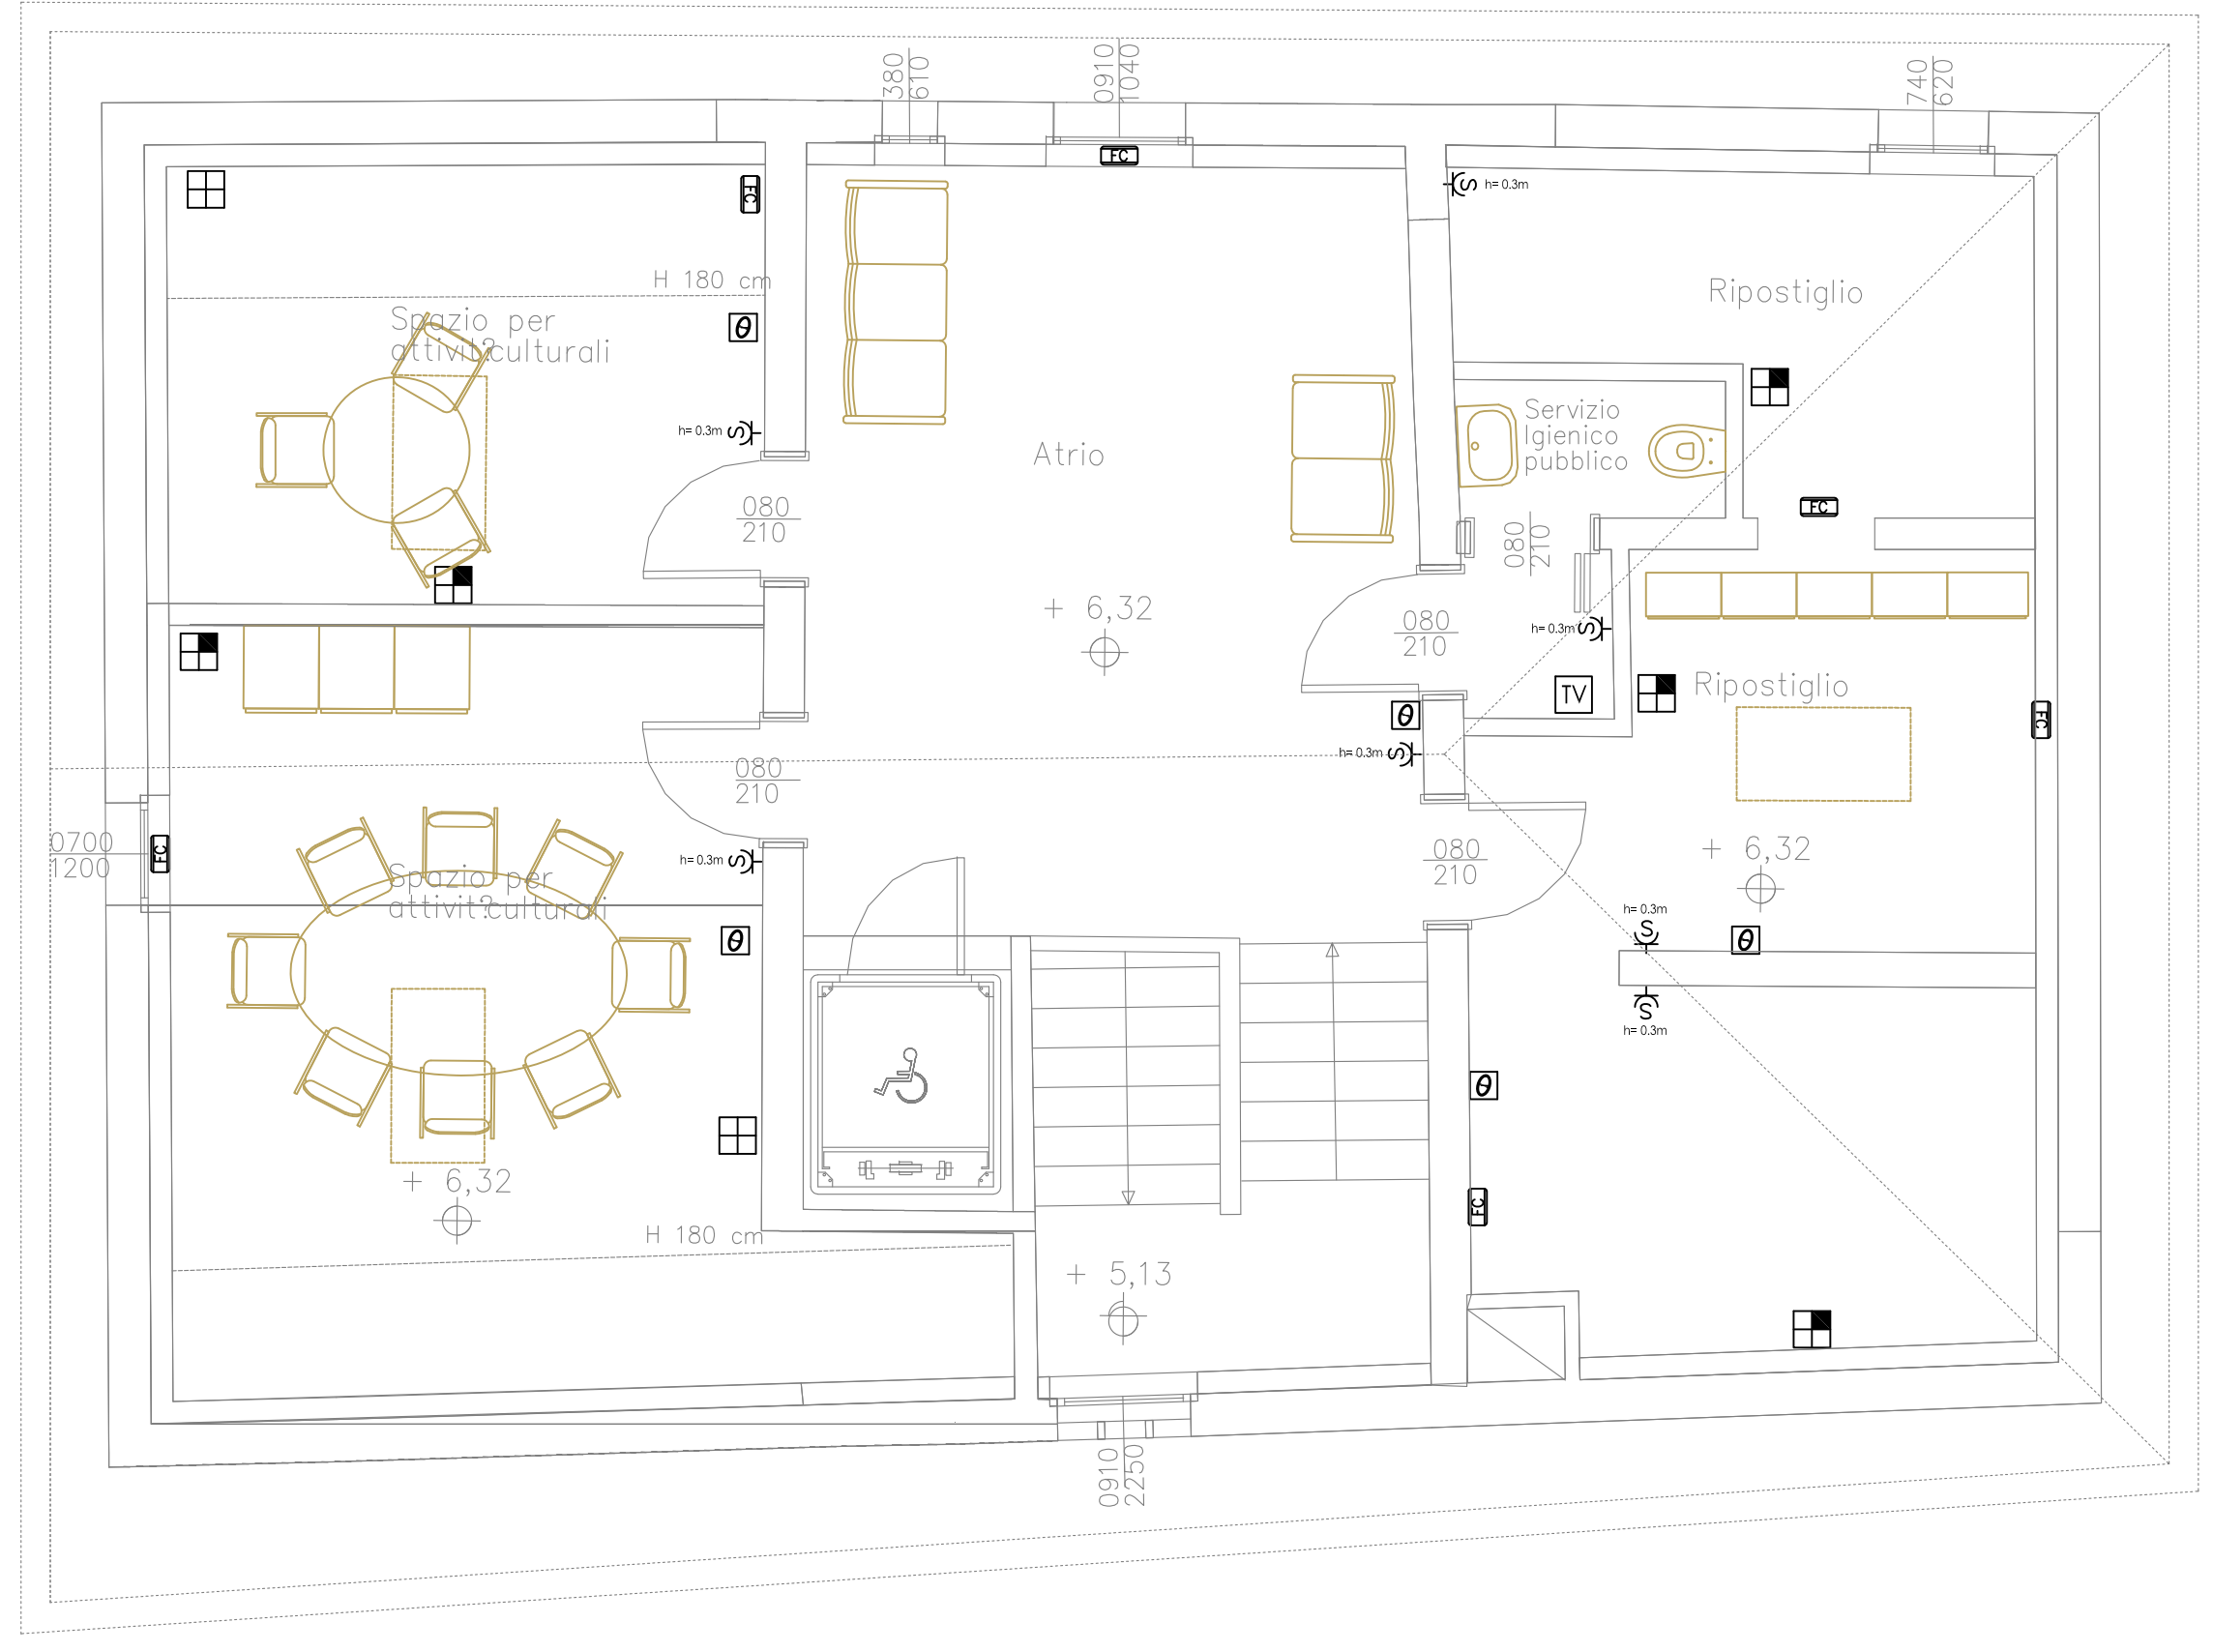 380
610
0910
1040
740
620
FC
FC
S h= 0.3m
H 180 cm
Ripostiglio
Spazio per
attivit?culturali
θ
h= 0.3m S
Atrio
Servizio
Igienico
pubblico
FC
080
210
080
210
+ 6,32
080
210
h= 0.3m S
TV
Ripostiglio
θ
FC
h= 0.3m S
080
210
0700
1200
FC
h= 0.3m S
080
210
+ 6,32
Spazio per
attivit?culturali
h= 0.3m
S
θ
θ
S
h= 0.3m
θ
+ 6,32
FC
H 180 cm
+ 5,13
0910
2250